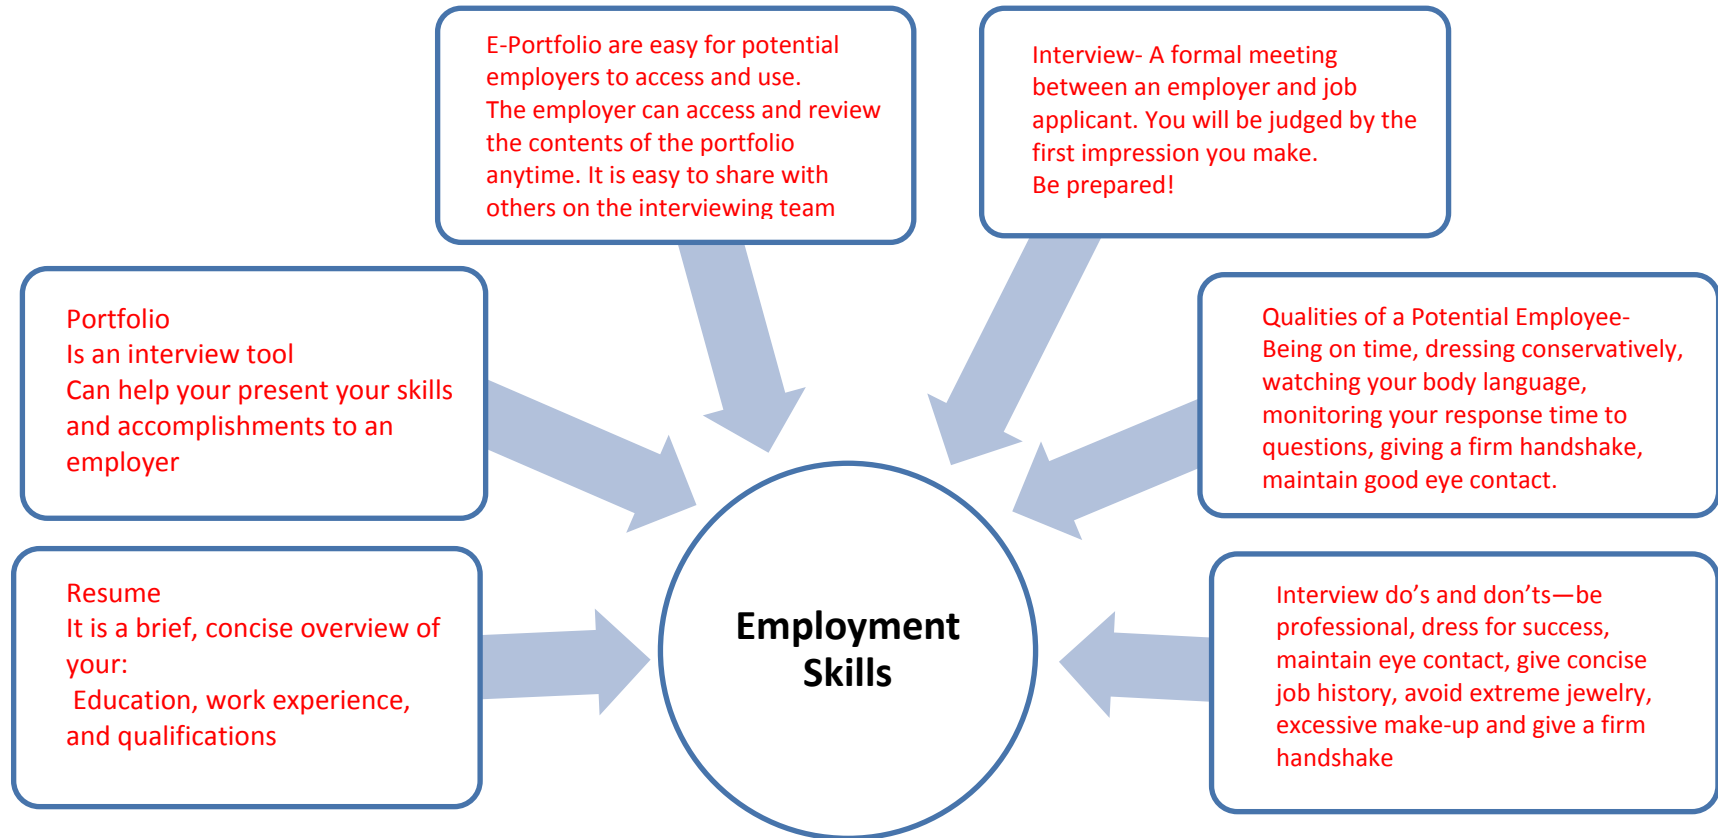 E-Portfolio are easy for potential
employers to access and use.
The employer can access and review
the contents of the portfolio
anytime. It is easy to share with
others on the interviewing team
Interview- A formal meeting
between an employer and job
applicant. You will be judged by the
first impression you make.
Be prepared!
Portfolio
Is an interview tool
Can help your present your skills
and accomplishments to an
employer
Qualities of a Potential Employee-
Being on time, dressing conservatively,
watching your body language,
monitoring your response time to
questions, giving a firm handshake,
maintain good eye contact.
Resume
It is a brief, concise overview of
your:
Education, work experience,
and qualifications
Employment
Skills
Interview do’s and don’ts—be
professional, dress for success,
maintain eye contact, give concise
job history, avoid extreme jewelry,
excessive make-up and give a firm
handshake